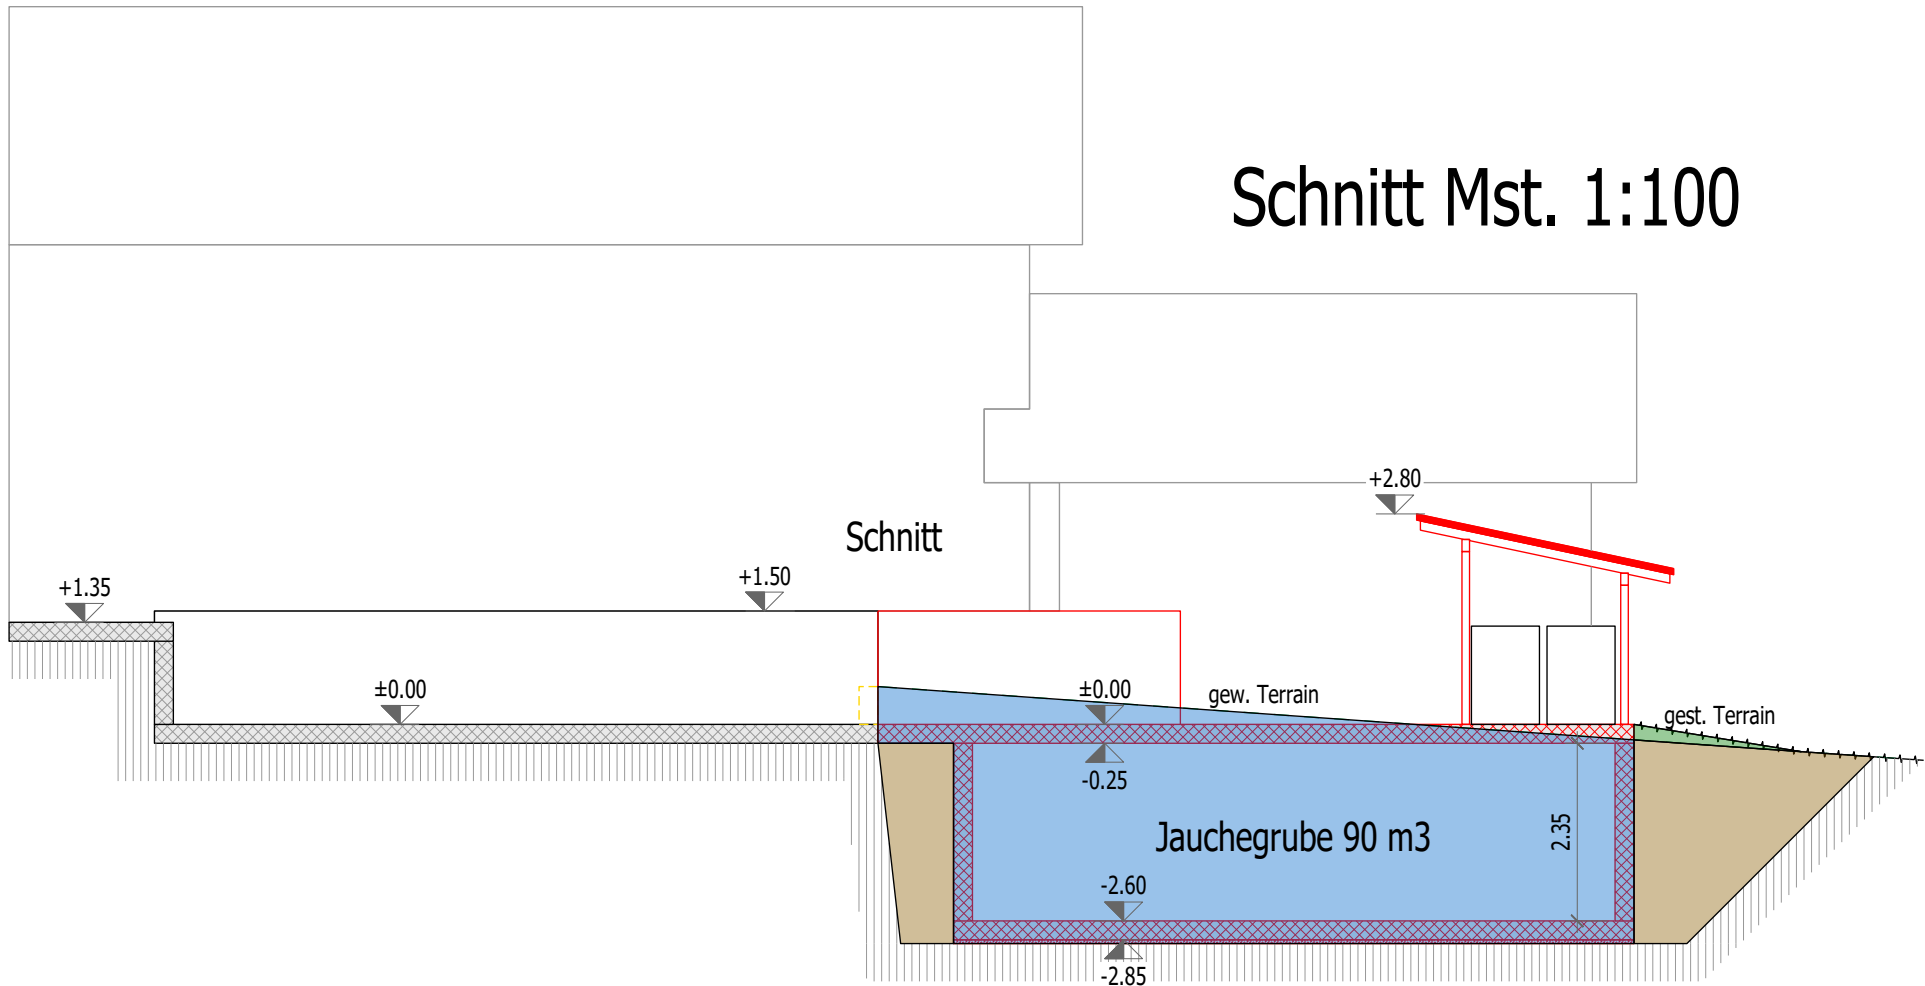 Schnitt Mst. 1:100
+2.80
Schnitt
+1.35
+1.50
±0.00
±0.00
gew. Terrain
gest. Terrain
-0.25
Jauchegrube 90 m3
2.35
-2.60
-2.85